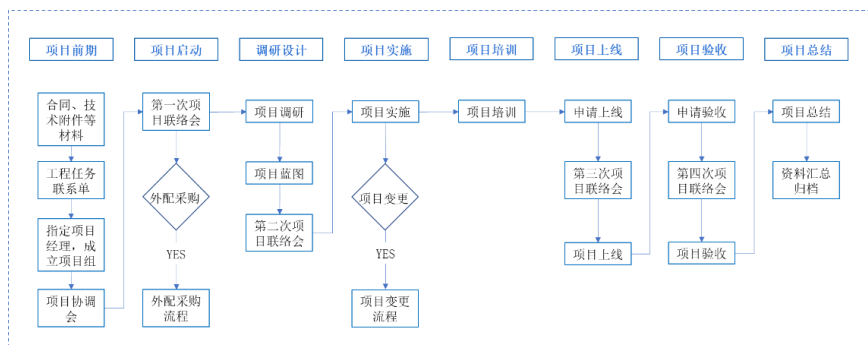 项目前期
项目启动
调研设计
项目实施
项目培训
项目上线
项目验收
项目总结
合同、技
术附件等
材料
工程任务
联系单
指定项目
经理，成
立项目组
项目协调
会
第一次项
目联络会
外配采购
YES
外配采购
流程
项目调研
项目蓝图
第二次项
目联络会
项目实施
项目变更
YES
项目变更
流程
项目培训
申请上线
第三次项
目联络会
项目上线
申请验收
第四次项
目联络会
项目验收
项目总结
资料汇总
归档